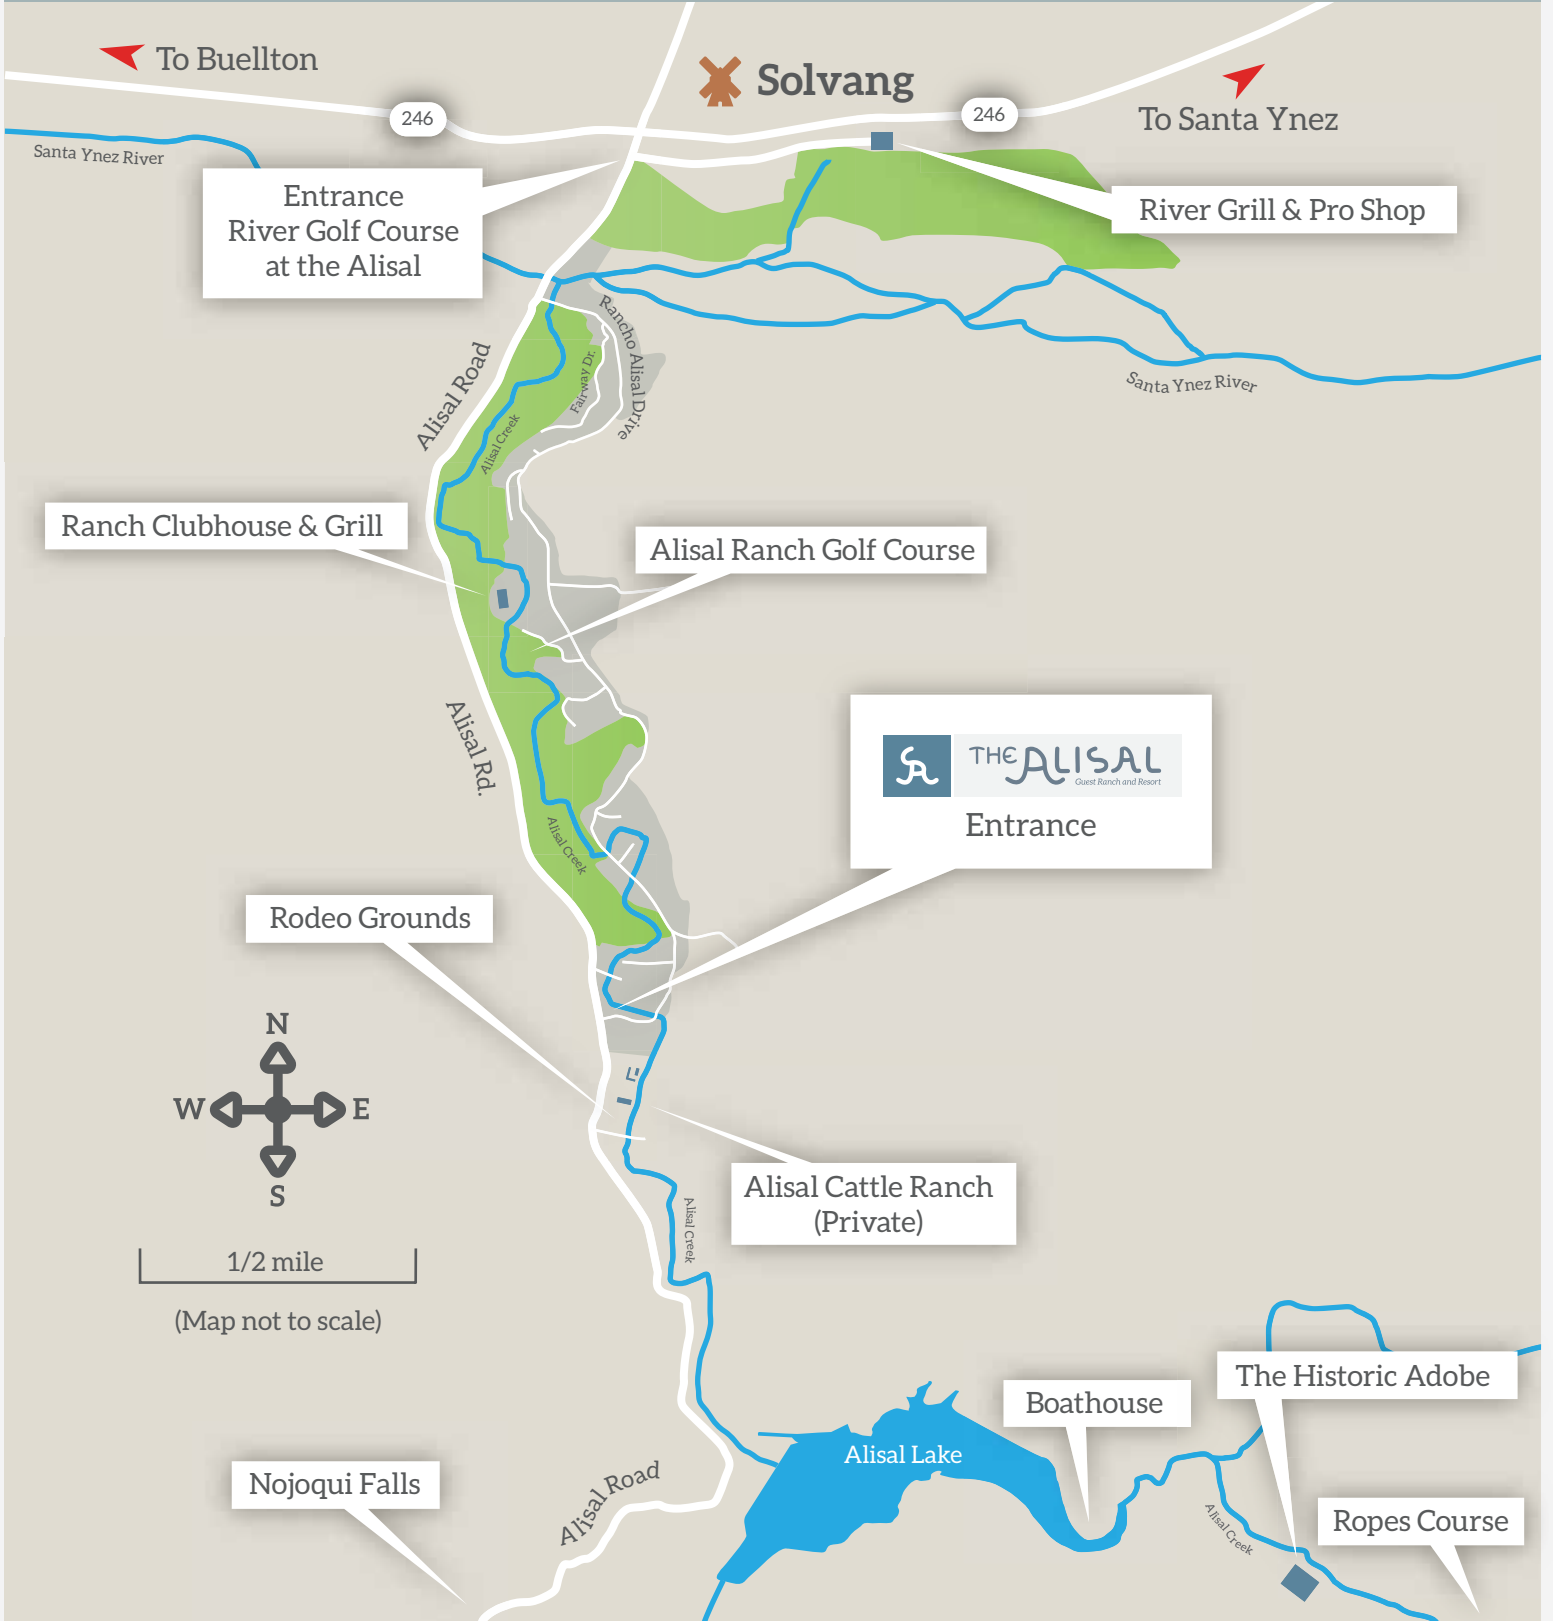 To Buellton
Solvang
246
246
To Santa Ynez
Santa Ynez River
Entrance
River Golf Course
at the Alisal
River Grill & Pro Shop
Rancho Alisal Drive
Fairway Dr.
Alisal Road
Santa Ynez River
Alisal Creek
Ranch Clubhouse & Grill
Alisal Ranch Golf Course
Alisal Rd.
THE ALISAL
Guest Ranch and Resort
Entrance
Alisal Creek
Rodeo Grounds
N
W
E
S
Alisal Cattle Ranch
(Private)
Alisal Creek
1/2 mile
(Map not to scale)
The Historic Adobe
Boathouse
Alisal Lake
Nojoqui Falls
Alisal Road
Alisal Creek
Ropes Course